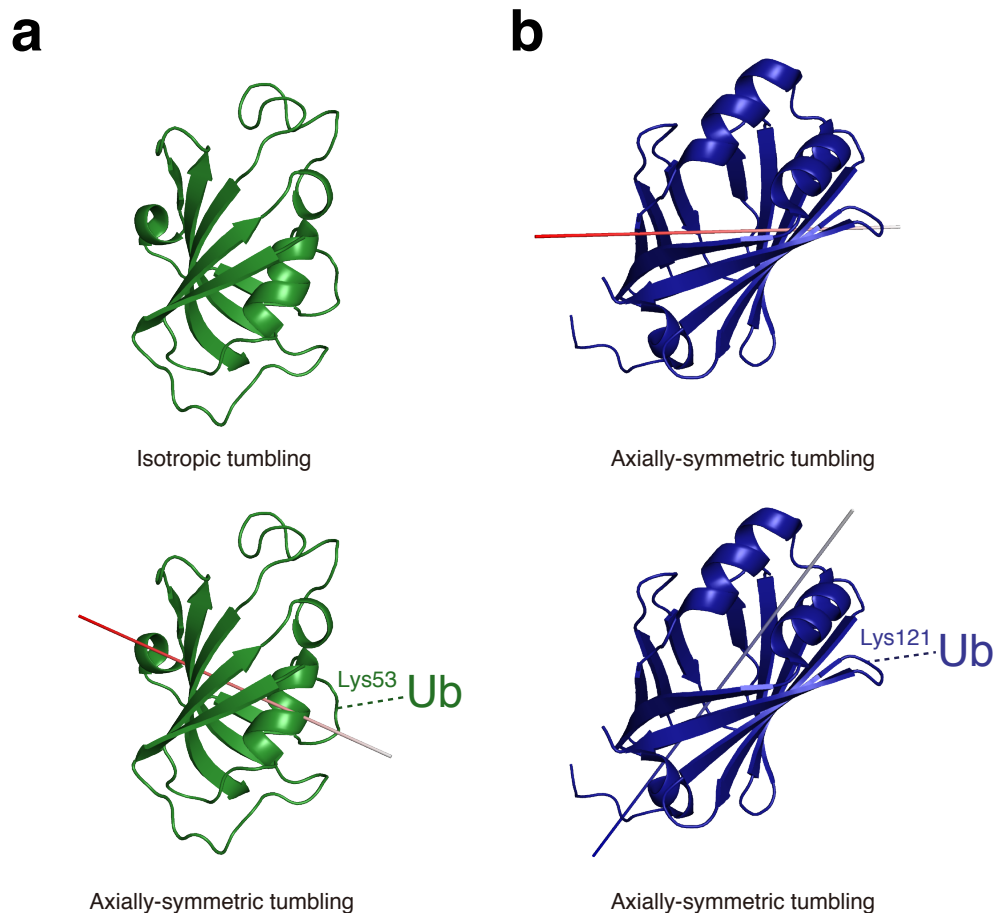 a
b
Isotropic tumbling
Axially-symmetric tumbling
Lys53
Ub
Lys121
Ub
Axially-symmetric tumbling
Axially-symmetric tumbling